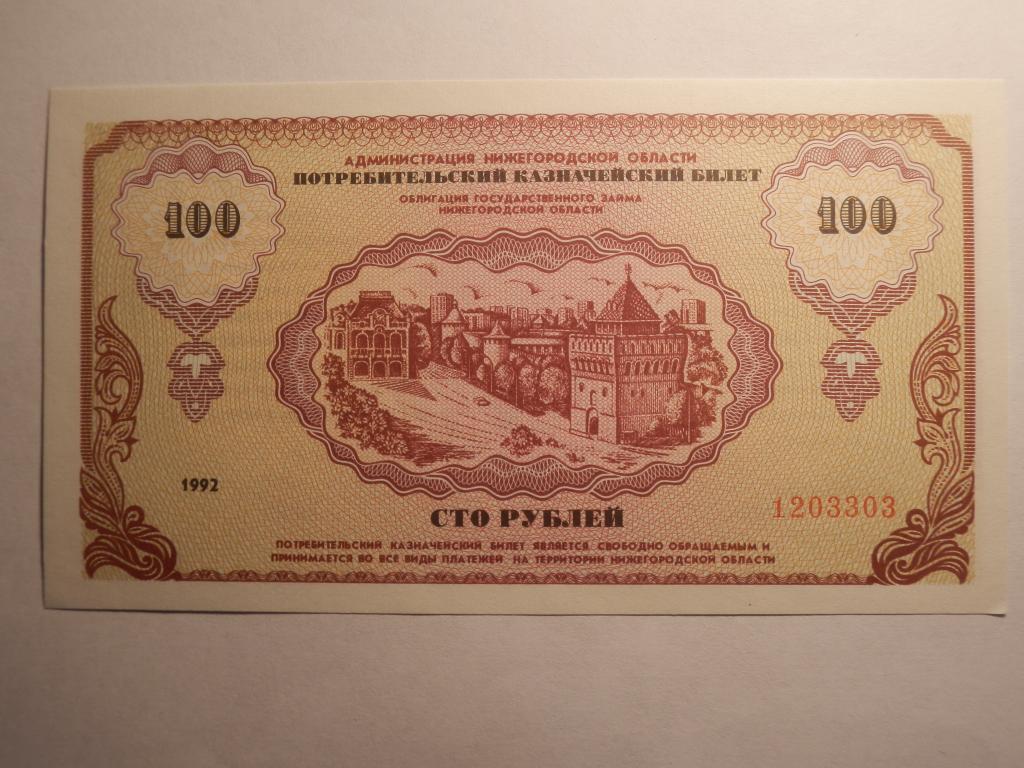 АДМИНИСТРАЦИЯ НИЖЕГОРОДСКОЙ ОБЛАСТИ
ПОТРЕБИТЕЛЬСКИЙ КАЗНАЧЕЙСКИЙ БИЛЕТ
ОБЛИГАЦИЯ ГОСУДАРСТВЕННОГО ЗАЙМА
НИЖЕГОРОДСКОЙ ОБЛАСТИ
100
100
1992
1203303
СТО РУБЛЕЙ
ПОТРЕБИТЕЛЬСКИЙ КАЗНАЧЕЙСКИЙ БИЛЕТ ЯВЛЯЕТСЯ СВОБОДНО ОБРАЩАЕМЫМ И
ПРИНИМАЕТСЯ ВО ВСЕ ВИДЫ ПЛАТЕЖЕЙ НА ТЕРРИТОРИИ НИЖЕГОРОДСКОЙ ОБЛАСТИ